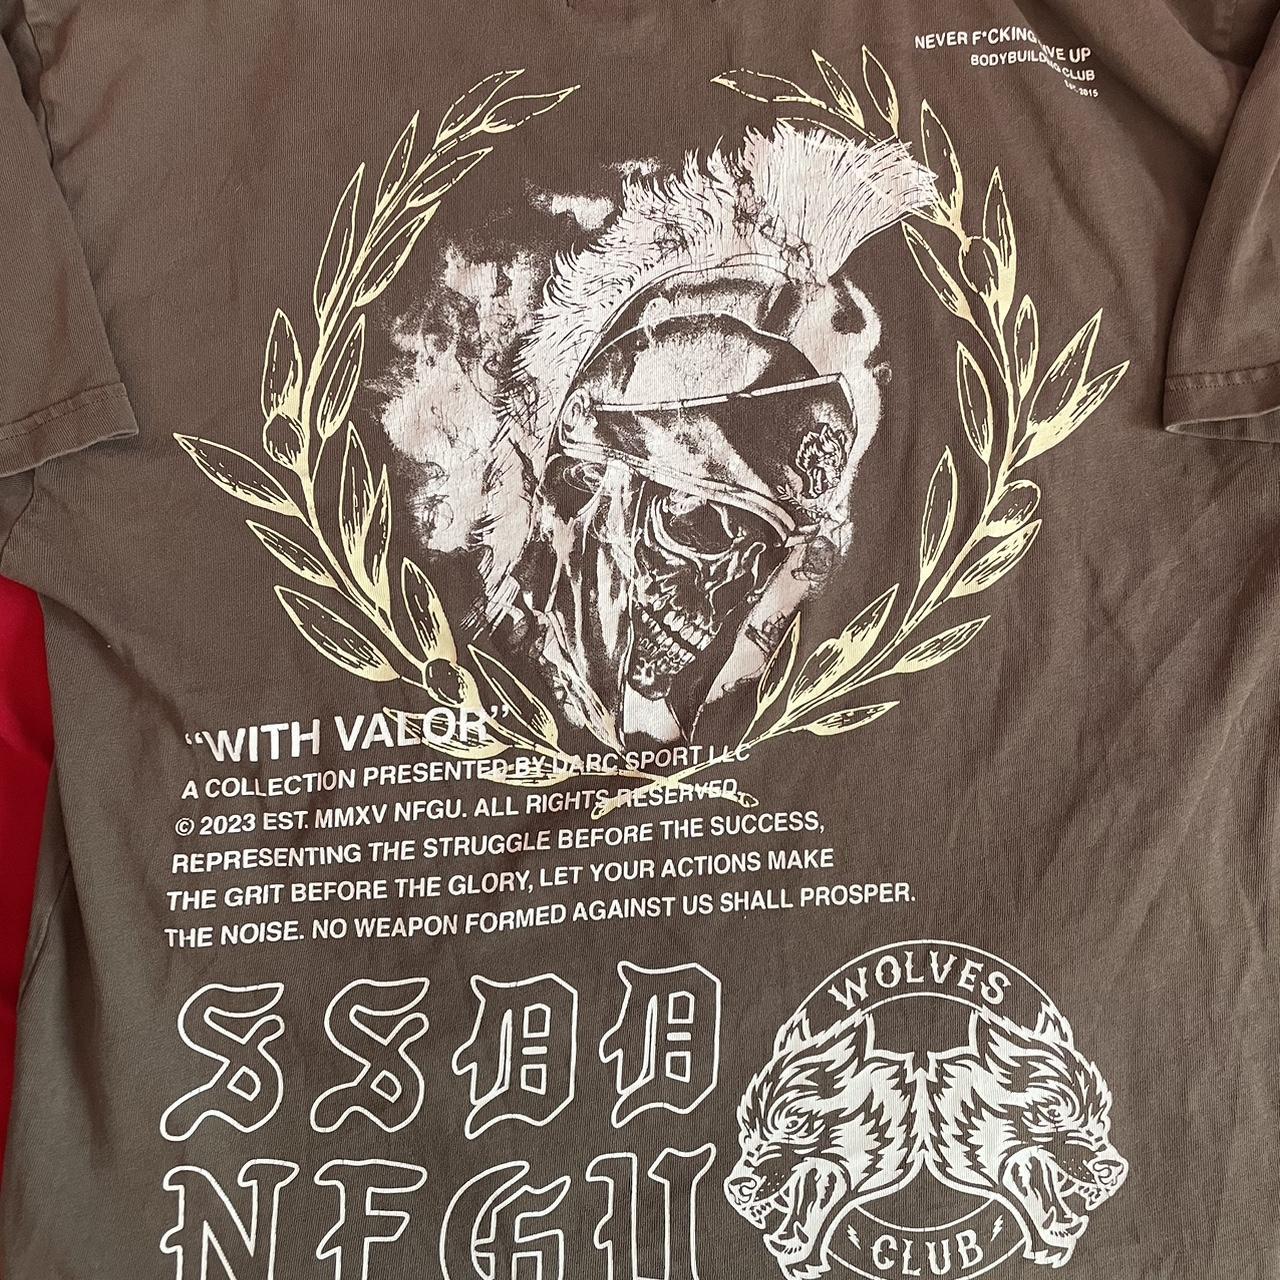 NEVER F*CKING GIVE UP
BODYBUILDING CLUB
EST. 2015
“WITH VALOR”
A COLLECTION PRESENTED BY DARC SPORT LLC
© 2023 EST. MMXV NFGU. ALL RIGHTS RESERVED,
REPRESENTING THE STRUGGLE BEFORE THE SUCCESS,
THE GRIT BEFORE THE GLORY, LET YOUR ACTIONS MAKE
THE NOISE. NO WEAPON FORMED AGAINST US SHALL PROSPER.
SSDD
NFGU
WOLVES
CLUB